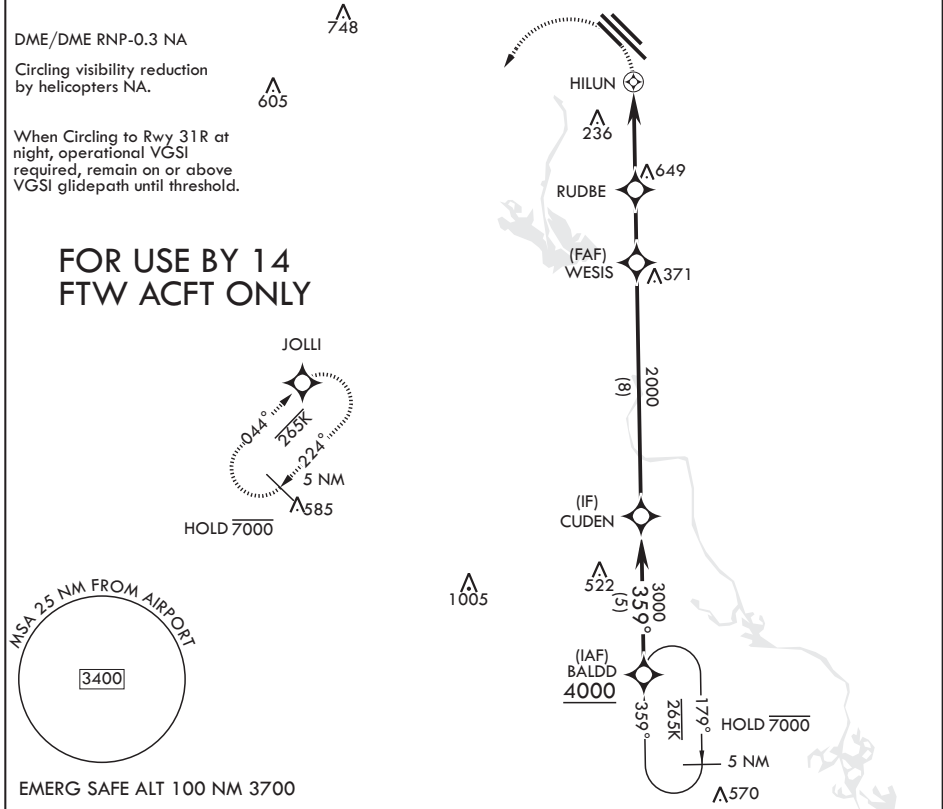 748
DME/DME RNP-0.3 NA
Circling visibility reduction
by helicopters NA.
605
When Circling to Rwy 31R at
night, operational VGSI
required, remain on or above
VGSI glidepath until threshold.
FOR USE BY 14
FTW ACFT ONLY
HILUN
236
649
RUDBE
(FAF)
WESIS
371
JOLLI
044°
265K
224°
5 NM
585
HOLD 7000
2000
(8)
(IF)
CUDEN
1005
522
3000
359°
(5)
(IAF)
BALDD
4000
359°
265K
179°
HOLD 7000
5 NM
570
MSA 25 NM FROM AIRPORT
3400
EMERG SAFE ALT 100 NM 3700